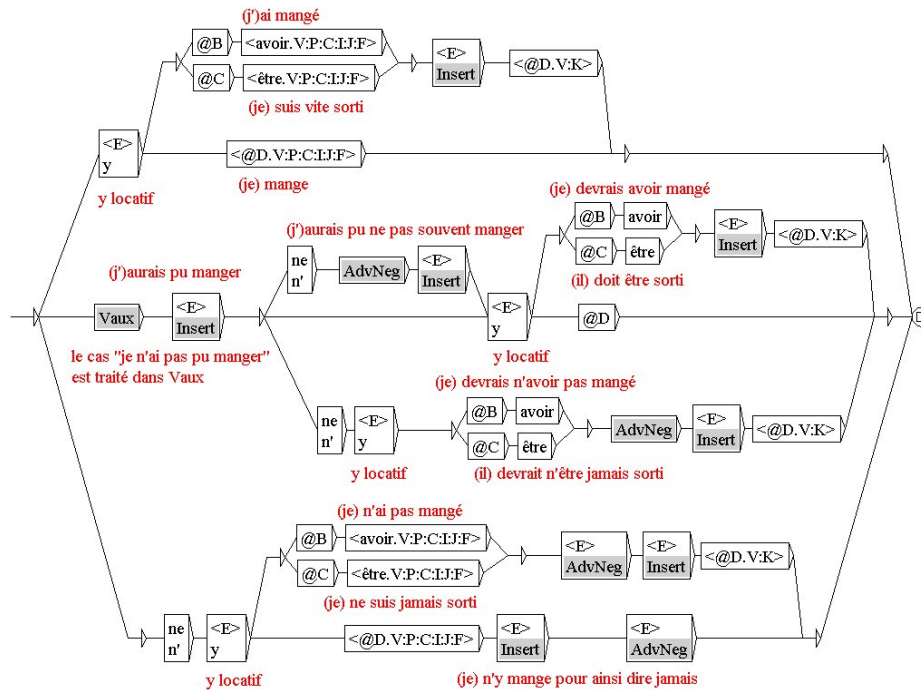 (j')ai mangé
@B <avoir.V:P:C:I:J:F>
<E>
Insert
<@D.V:K>
@C <être.V:P:C:I:J:F>
(je) suis vite sorti
<E>
y
<@D.V:P:C:I:J:F>
y locatif
(je) mange
(je) devrais avoir mangé
@B avoir
<E>
Insert
<@D.V:K>
@C être
(il) doit être sorti
(j')aurais pu ne pas souvent manger
ne
n'
AdvNeg
<E>
Insert
(j')aurais pu manger
Vaux
<E>
Insert
<E>
y
@D
y locatif
le cas "je n'ai pas pu manger"
est traité dans Vaux
(je) devrais n'avoir pas mangé
ne
n'
<E>
y
@B avoir
@C être
AdvNeg
<E>
Insert
<@D.V:K>
y locatif
(il) devrait n'être jamais sorti
(je) n'ai pas mangé
@B <avoir.V:P:C:I:J:F>
@C <être.V:P:C:I:J:F>
<E>
AdvNeg
<E>
Insert
<@D.V:K>
(je) ne suis jamais sorti
ne
n'
<E>
y
<@D.V:P:C:I:J:F>
<E>
Insert
<E>
AdvNeg
y locatif
(je) n'y mange pour ainsi dire jamais